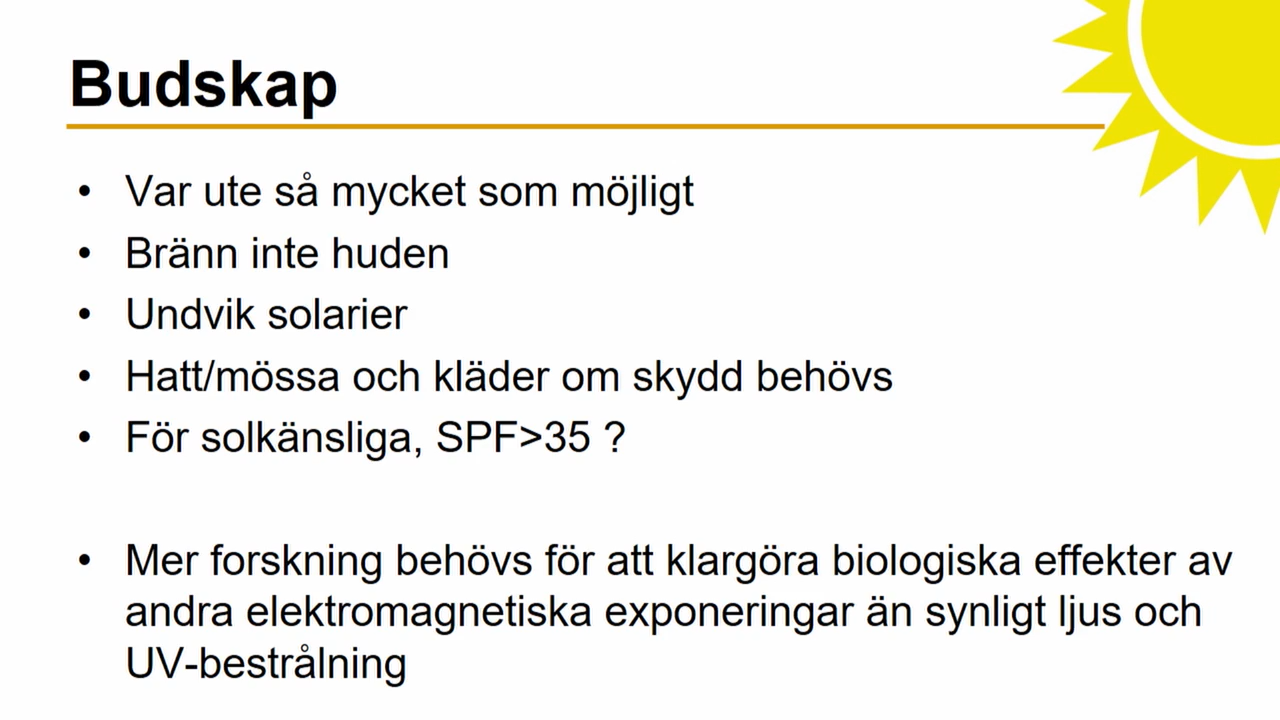 Budskap
• Var ute så mycket som möjligt
• Bränn inte huden
• Undvik solarier
• Hatt/mössa och kläder om skydd behövs
• För solkänsliga, SPF>35 ?
• Mer forskning behövs för att klargöra biologiska effekter av
andra elektromagnetiska exponeringar än synligt ljus och
UV-bestrålning